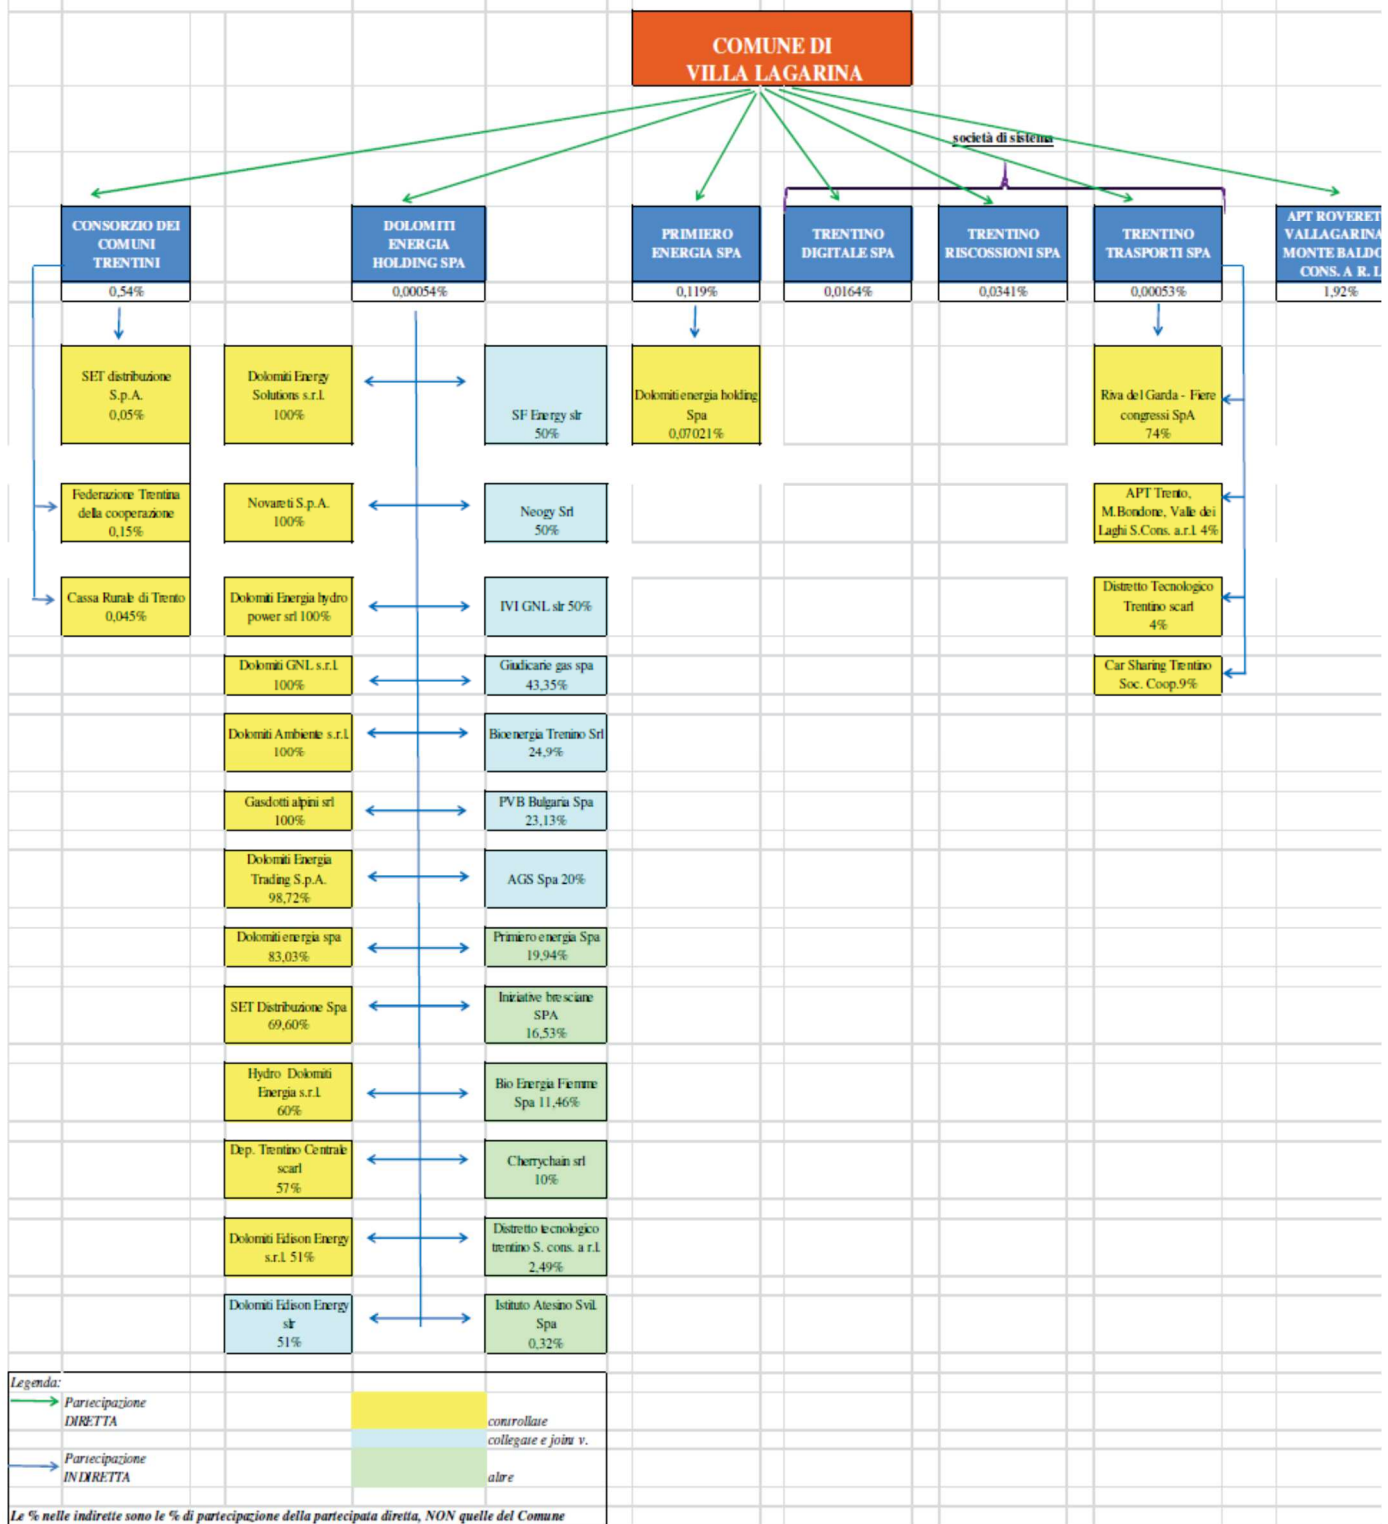 COMUNE DI
VILLA LAGARINA
società di sistema
CONSORZIO DEI
COMUNI
TRENTINI
0,54%
DOLOMITI
ENERGIA
HOLDING SPA
0,00054%
PRIMIERO
ENERGIA SPA
0,119%
TRENTINO
DIGITALE SPA
0,0164%
TRENTINO
RISCOSSIONI SPA
0,0341%
TRENTINO
TRASPORTI SPA
0,00053%
APT ROVERET
VALLAGARINA
MONTE BALDO
CONS. A R. L
1,92%
SET distribuzione
S.p.A.
0,05%
Dolomiti Energy
Solutions s.r.l.
100%
SF Energy slr
50%
Dolomiti energia holding
Spa
0,07021%
Riva del Garda - Fiere
congressi SpA
74%
Federazione Trentina
della cooperazione
0,15%
Novareti S.p.A.
100%
Neogy Srl
50%
APT Trento,
M.Bondone, Valle dei
Laghi S.Cons. a.r.l. 4%
Cassa Rurale di Trento
0,045%
Dolomiti Energia hydro
power srl 100%
IVI GNL slr 50%
Distretto Tecnologico
Trentino scarl
4%
Dolomiti GNL s.r.l.
100%
Giudicarie gas spa
43,35%
Car Sharing Trentino
Soc. Coop.9%
Dolomiti Ambiente s.r.l.
100%
Bioenergia Trenino Srl
24,9%
Gasdotti alpini srl
100%
PVB Bulgaria Spa
23,13%
Dolomiti Energia
Trading S.p.A.
98,72%
AGS Spa 20%
Dolomiti energia spa
83,03%
Primiero energia Spa
19,94%
SET Distribuzione Spa
69,60%
Iniziative bresciane
SPA
16,53%
Hydro Dolomiti
Energia s.r.l.
60%
Bio Energia Fiemme
Spa 11,46%
Dep. Trentino Centrale
scarl
57%
Cherrychain srl
10%
Dolomiti Edison Energy
s.r.l. 51%
Distretto tecnologico
trentino S. cons. a r.l.
2,49%
Dolomiti Edison Energy
slr
51%
Istituto Atesino Svil.
Spa
0,32%
Legenda:
Partecipazione
DIRETTA
controllate
collegate e joint v.
Partecipazione
INDIRETTA
altre
Le % nelle indirette sono le % di partecipazione della partecipata diretta, NON quelle del Comune